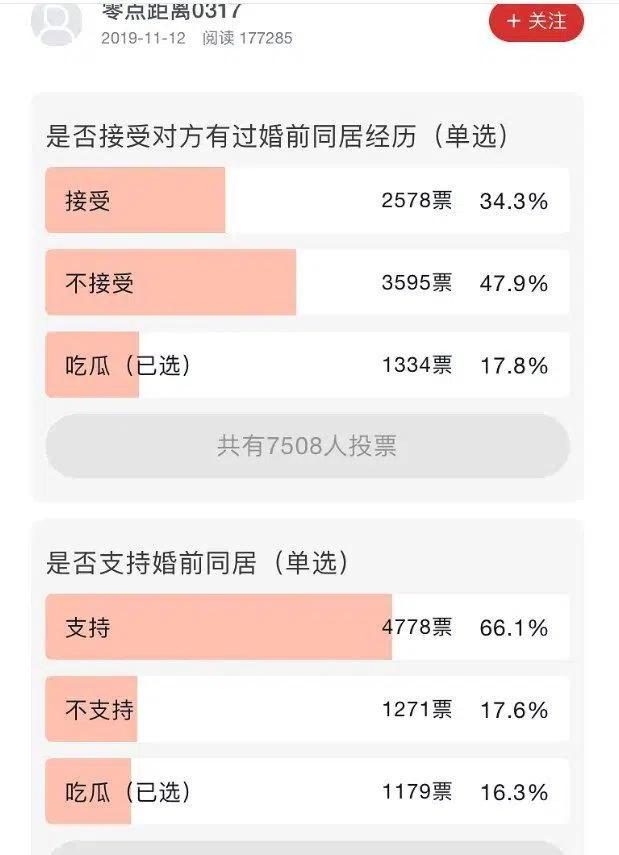 零点距离0317
2019-11-12 阅读 177285
+ 关注
是否接受对方有过婚前同居经历（单选）
接受 2578票 34.3%
不接受 3595票 47.9%
吃瓜（已选） 1334票 17.8%
共有7508人投票
是否支持婚前同居（单选）
支持 4778票 66.1%
不支持 1271票 17.6%
吃瓜（已选） 1179票 16.3%